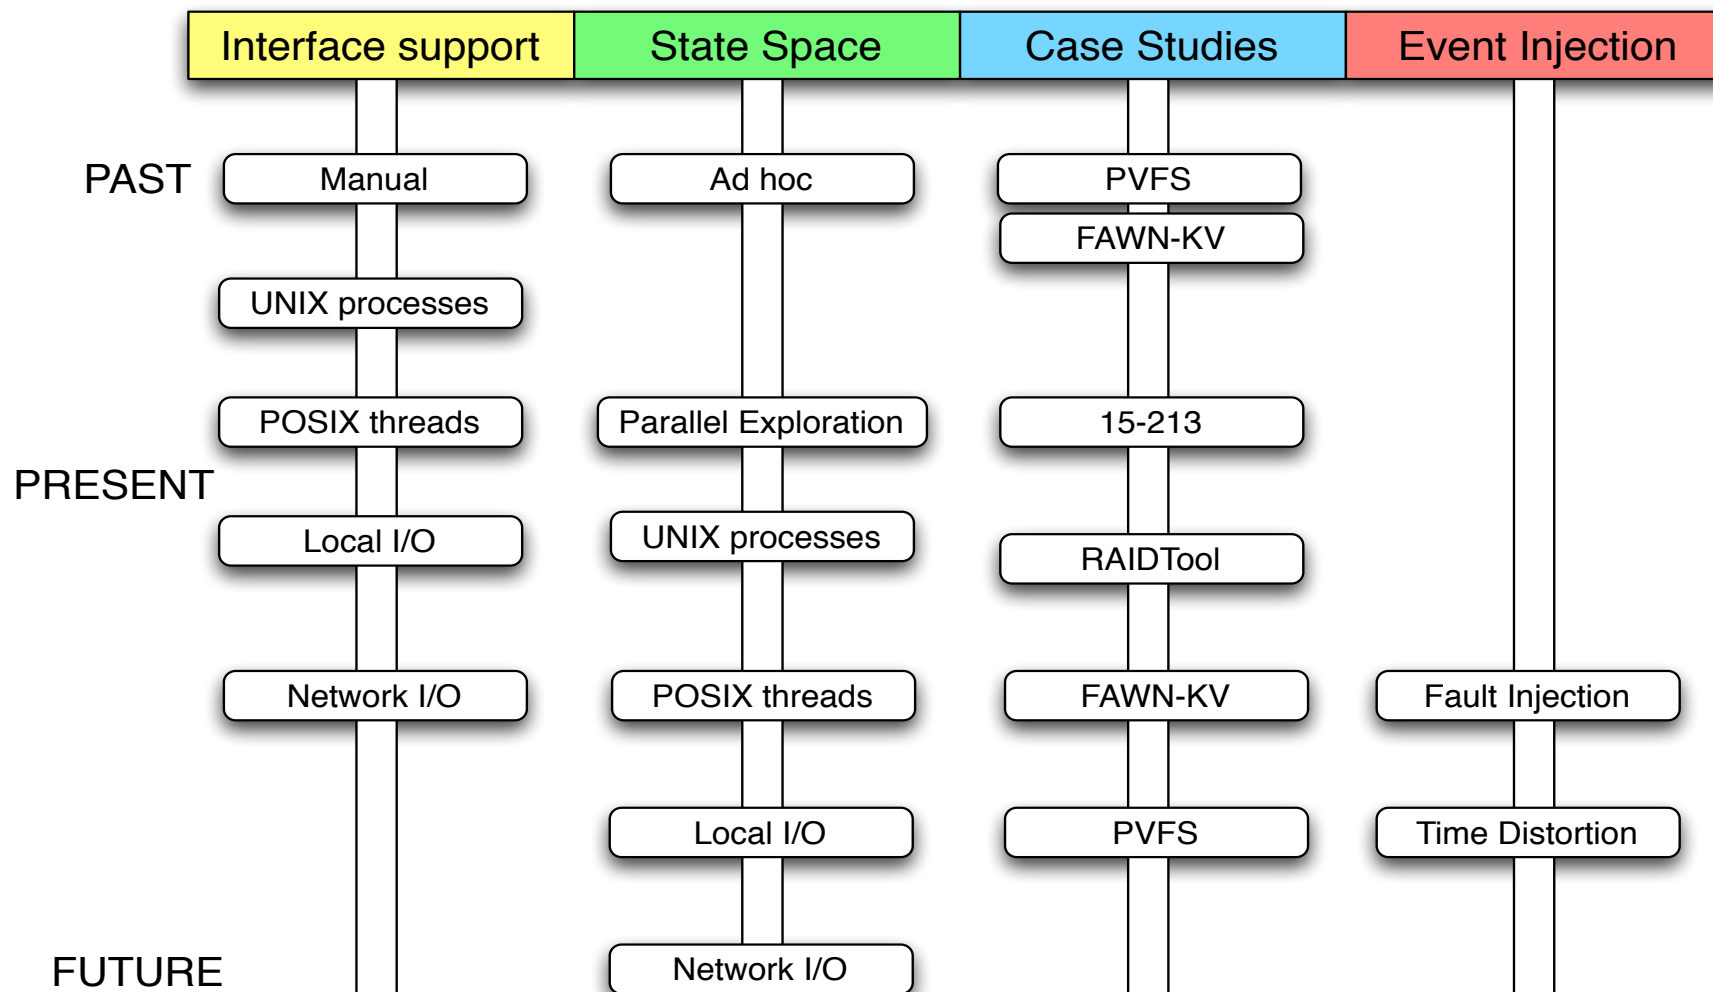 Interface support
State Space
Case Studies
Event Injection
PAST
Manual
Ad hoc
PVFS
FAWN-KV
UNIX processes
POSIX threads
Parallel Exploration
15-213
PRESENT
Local I/O
UNIX processes
RAIDTool
Network I/O
POSIX threads
FAWN-KV
Fault Injection
Local I/O
PVFS
Time Distortion
FUTURE
Network I/O